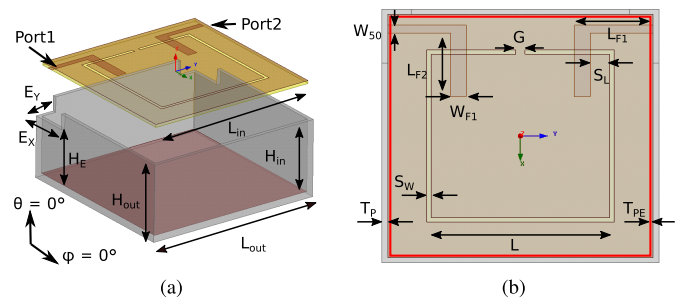 Port2
Port1
E_Y
E_X
H_E
L_in
H_in
H_out
L_out
θ = 0°
φ = 0°
Z
Y
X
(a)
W_50
G
L_F1
L_F2
S_L
W_F1
Y
X
S_W
T_P
T_PE
L
(b)